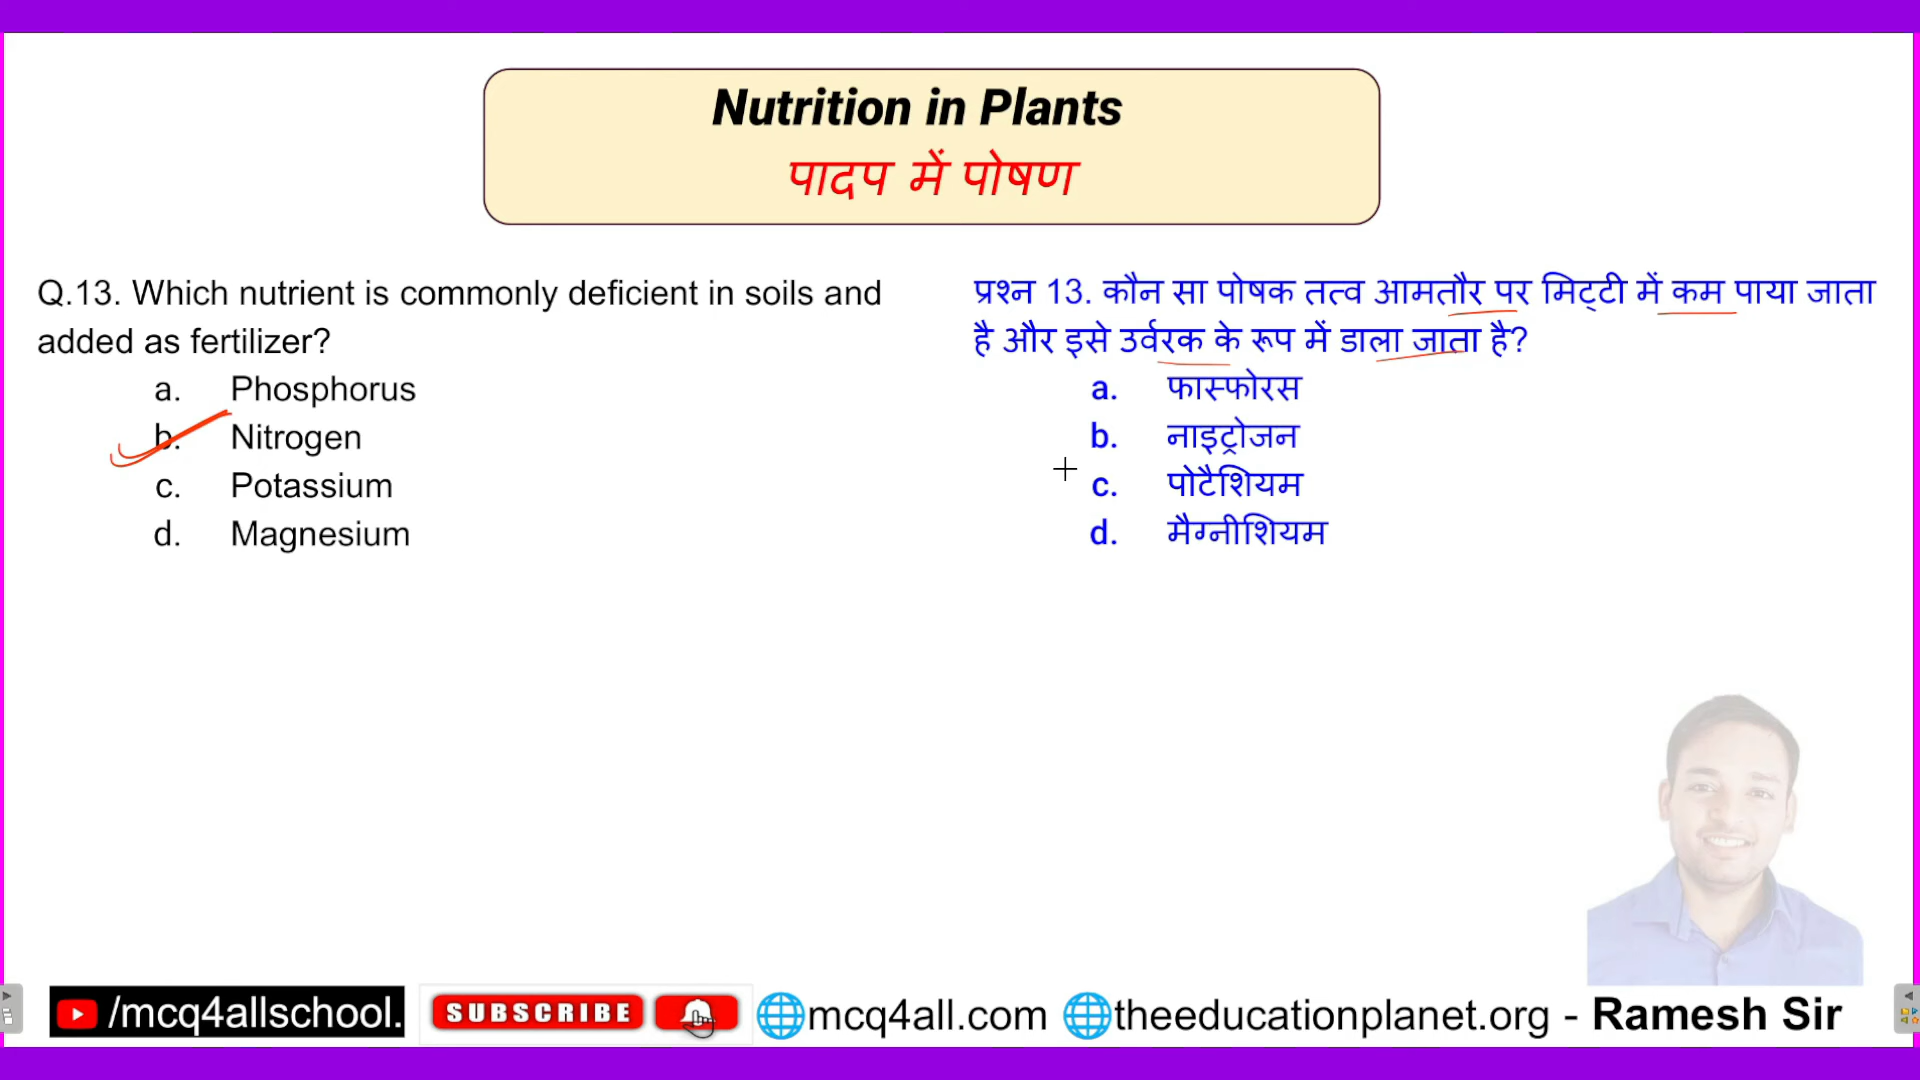 Nutrition in Plants
पादप में पोषण
Q.13. Which nutrient is commonly deficient in soils and
added as fertilizer?
a. Phosphorus
b. Nitrogen
c. Potassium
d. Magnesium
प्रश्न 13. कौन सा पोषक तत्व आमतौर पर मिट्टी में कम पाया जाता
है और इसे उर्वरक के रूप में डाला जाता है?
a. फास्फोरस
b. नाइट्रोजन
c. पोटैशियम
d. मैग्नीशियम
/mcq4allschool. SUBSCRIBE mcq4all.com theeducationplanet.org - Ramesh Sir